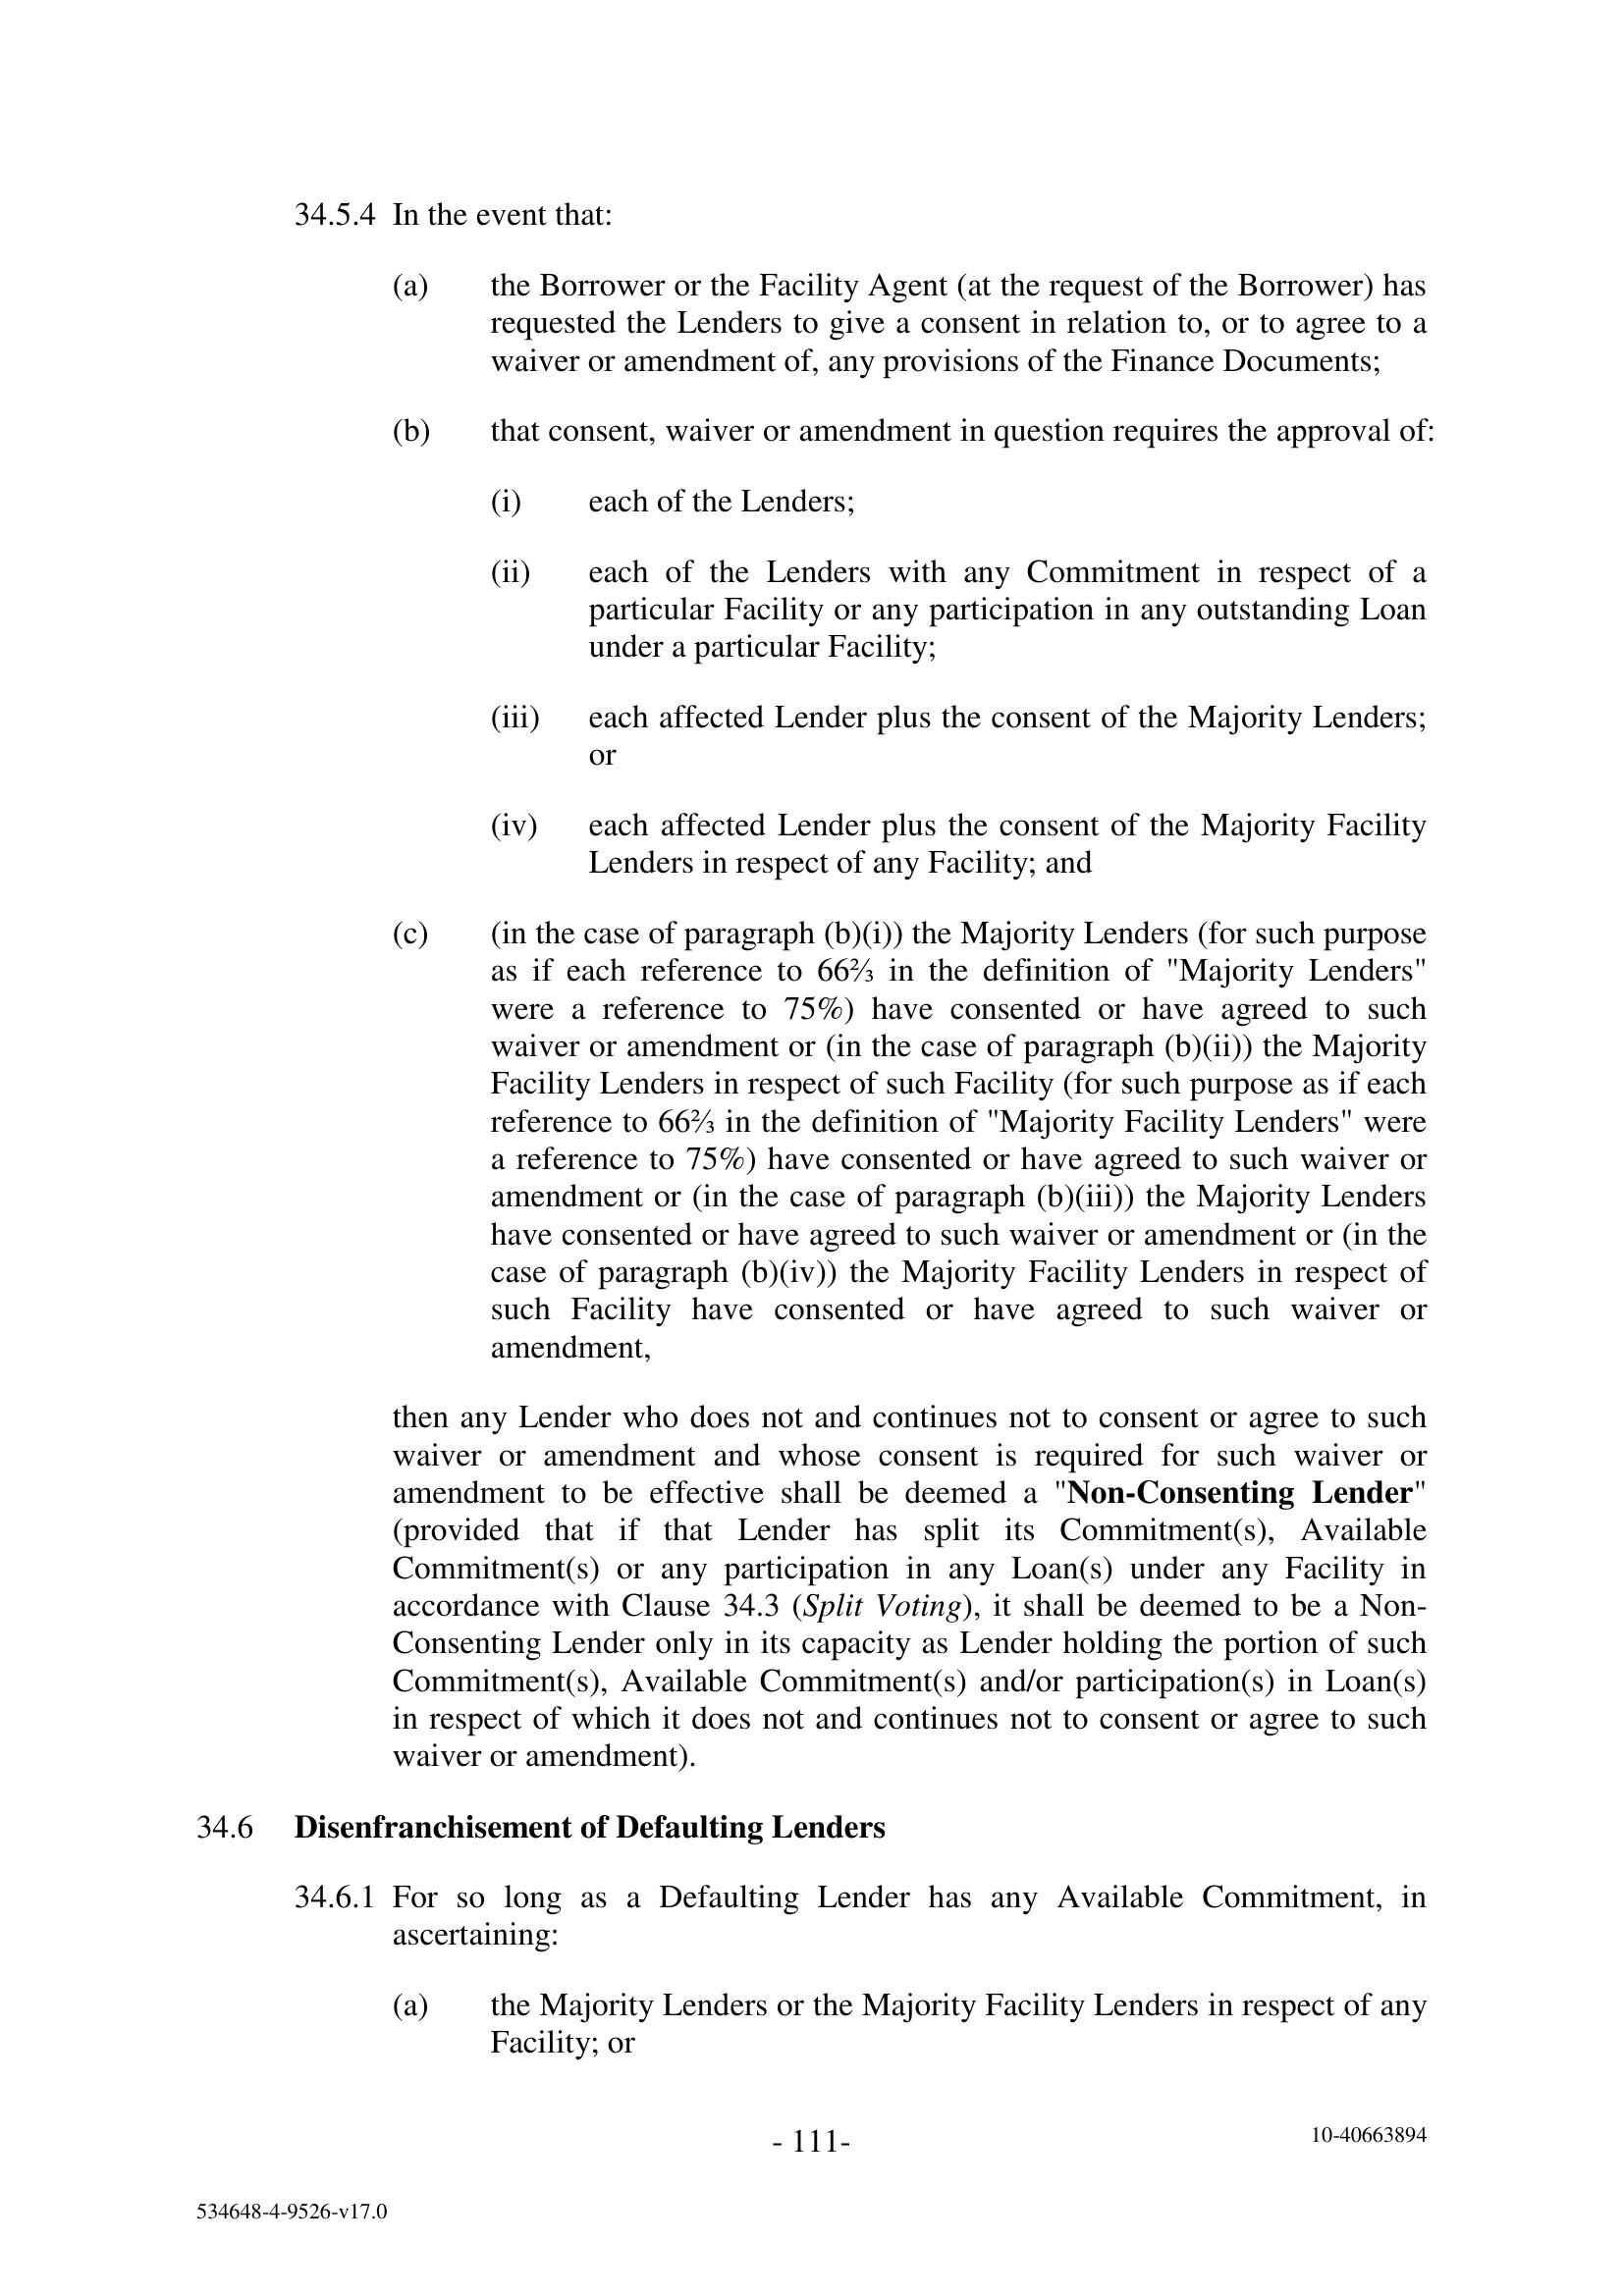 34.5.4 In the event that:
(a) the Borrower or the Facility Agent (at the request of the Borrower) has
requested the Lenders to give a consent in relation to, or to agree to a
waiver or amendment of, any provisions of the Finance Documents;
(b) that consent, waiver or amendment in question requires the approval of:
(i) each of the Lenders;
(ii) each of the Lenders with any Commitment in respect of a
particular Facility or any participation in any outstanding Loan
under a particular Facility;
(iii) each affected Lender plus the consent of the Majority Lenders;
or
(iv) each affected Lender plus the consent of the Majority Facility
Lenders in respect of any Facility; and
(c) (in the case of paragraph (b)(i)) the Majority Lenders (for such purpose
as if each reference to 66⅔ in the definition of "Majority Lenders"
were a reference to 75%) have consented or have agreed to such
waiver or amendment or (in the case of paragraph (b)(ii)) the Majority
Facility Lenders in respect of such Facility (for such purpose as if each
reference to 66⅔ in the definition of "Majority Facility Lenders" were
a reference to 75%) have consented or have agreed to such waiver or
amendment or (in the case of paragraph (b)(iii)) the Majority Lenders
have consented or have agreed to such waiver or amendment or (in the
case of paragraph (b)(iv)) the Majority Facility Lenders in respect of
such Facility have consented or have agreed to such waiver or
amendment,
then any Lender who does not and continues not to consent or agree to such
waiver or amendment and whose consent is required for such waiver or
amendment to be effective shall be deemed a "Non-Consenting Lender"
(provided that if that Lender has split its Commitment(s), Available
Commitment(s) or any participation in any Loan(s) under any Facility in
accordance with Clause 34.3 (Split Voting), it shall be deemed to be a Non-
Consenting Lender only in its capacity as Lender holding the portion of such
Commitment(s), Available Commitment(s) and/or participation(s) in Loan(s)
in respect of which it does not and continues not to consent or agree to such
waiver or amendment).
34.6 Disenfranchisement of Defaulting Lenders
34.6.1 For so long as a Defaulting Lender has any Available Commitment, in
ascertaining:
(a) the Majority Lenders or the Majority Facility Lenders in respect of any
Facility; or
- 111-
10-40663894
534648-4-9526-v17.0